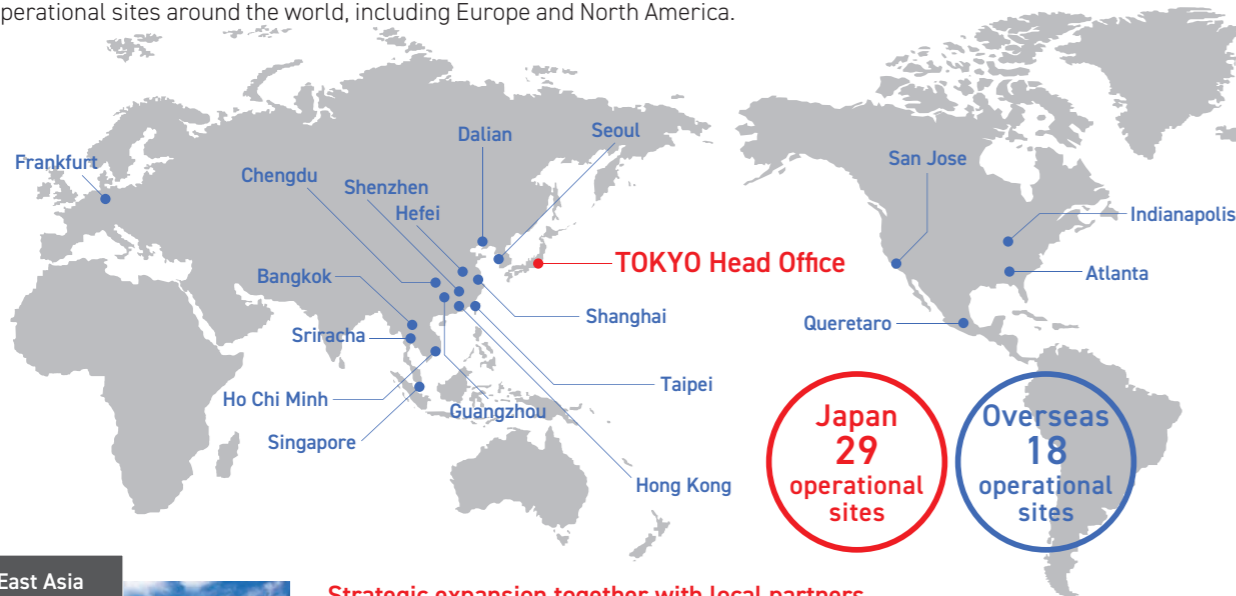 perational sites around the world, including Europe and North America.
Dalian
Seoul
Frankfurt
Chengdu
Shenzhen
Hefei
San Jose
Indianapolis
TOKYO Head Office
Bangkok
Atlanta
Sriracha
Shanghai
Queretaro
Taipei
Ho Chi Minh
Guangzhou
Singapore
Hong Kong
Japan
29
operational
sites
Overseas
18
operational
sites
East Asia
Strategic expansion together with local partners